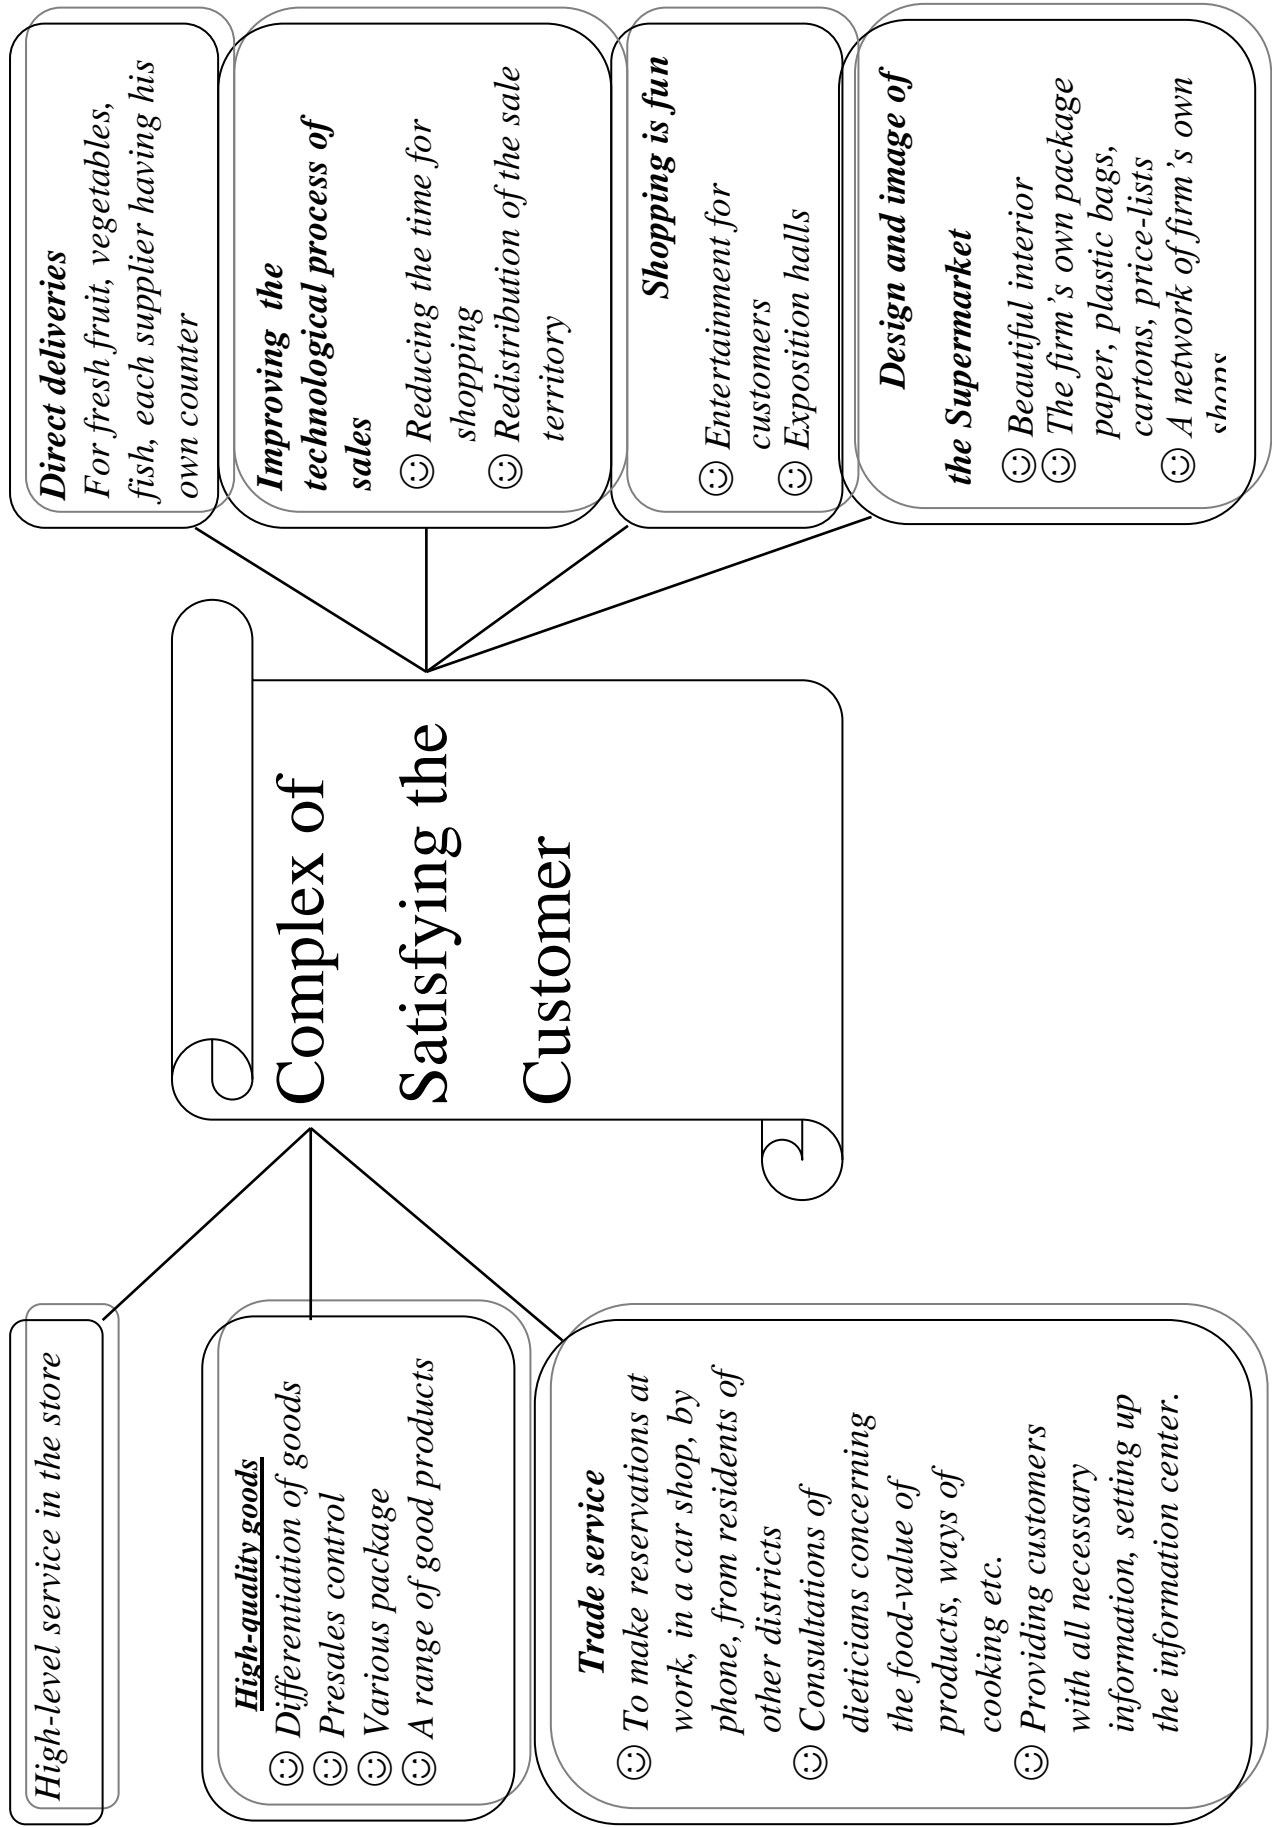 High-level service in the store
High-quality goods
Differentiation of goods
Presales control
Various package
A range of good products
Trade service
To make reservations at
work, in a car shop, by
phone, from residents of
other districts
Consultations of
dieticians concerning
the food-value of
products, ways of
cooking etc.
Providing customers
with all necessary
information, setting up
the information center.
Complex of
Satisfying the
Customer
Direct deliveries
For fresh fruit, vegetables,
fish, each supplier having his
own counter
Improving the
technological process of
sales
Reducing the time for
shopping
Redistribution of the sale
territory
Shopping is fun
Entertainment for
customers
Exposition halls
Design and image of
the Supermarket
Beautiful interior
The firm's own package
paper, plastic bags,
cartons, price-lists
A network of firm's own
shops